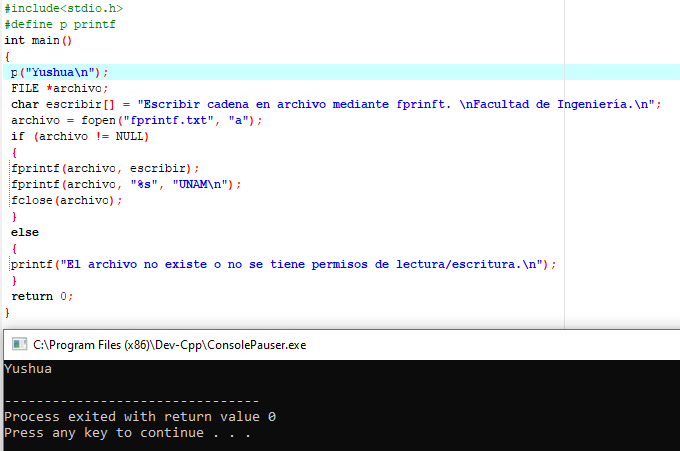 #include<stdio.h>
#define p printf
int main()
{
p("Yushua\n");
FILE *archivo;
char escribir[] = "Escribir cadena en archivo mediante fprinft. \nFacultad de Ingeniería.\n";
archivo = fopen("fprintf.txt", "a");
if (archivo != NULL)
{
fprintf(archivo, escribir);
fprintf(archivo, "%s", "UNAM\n");
fclose(archivo);
}
else
{
printf("El archivo no existe o no se tiene permisos de lectura/escritura.\n");
}
return 0;
}
C:\Program Files (x86)\Dev-Cpp\ConsolePauser.exe
Yushua
--------------------------------
Process exited with return value 0
Press any key to continue . . .